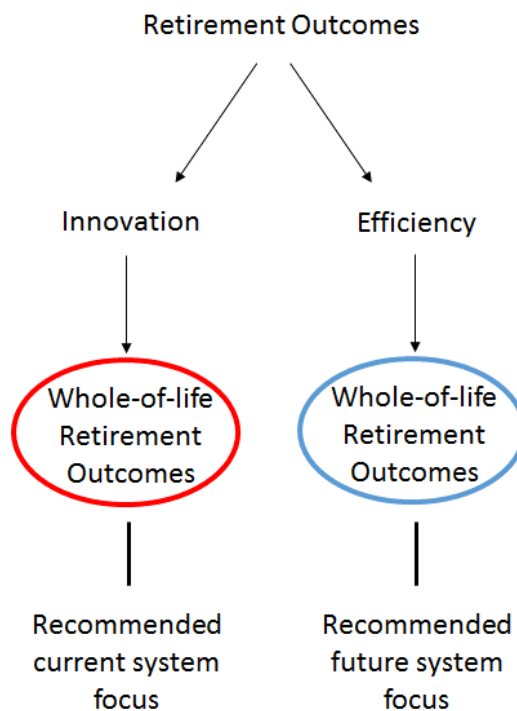 Retirement Outcomes
Innovation
Efficiency
Whole-of-life
Retirement
Outcomes
Whole-of-life
Retirement
Outcomes
Recommended
current system
focus
Recommended
future system
focus